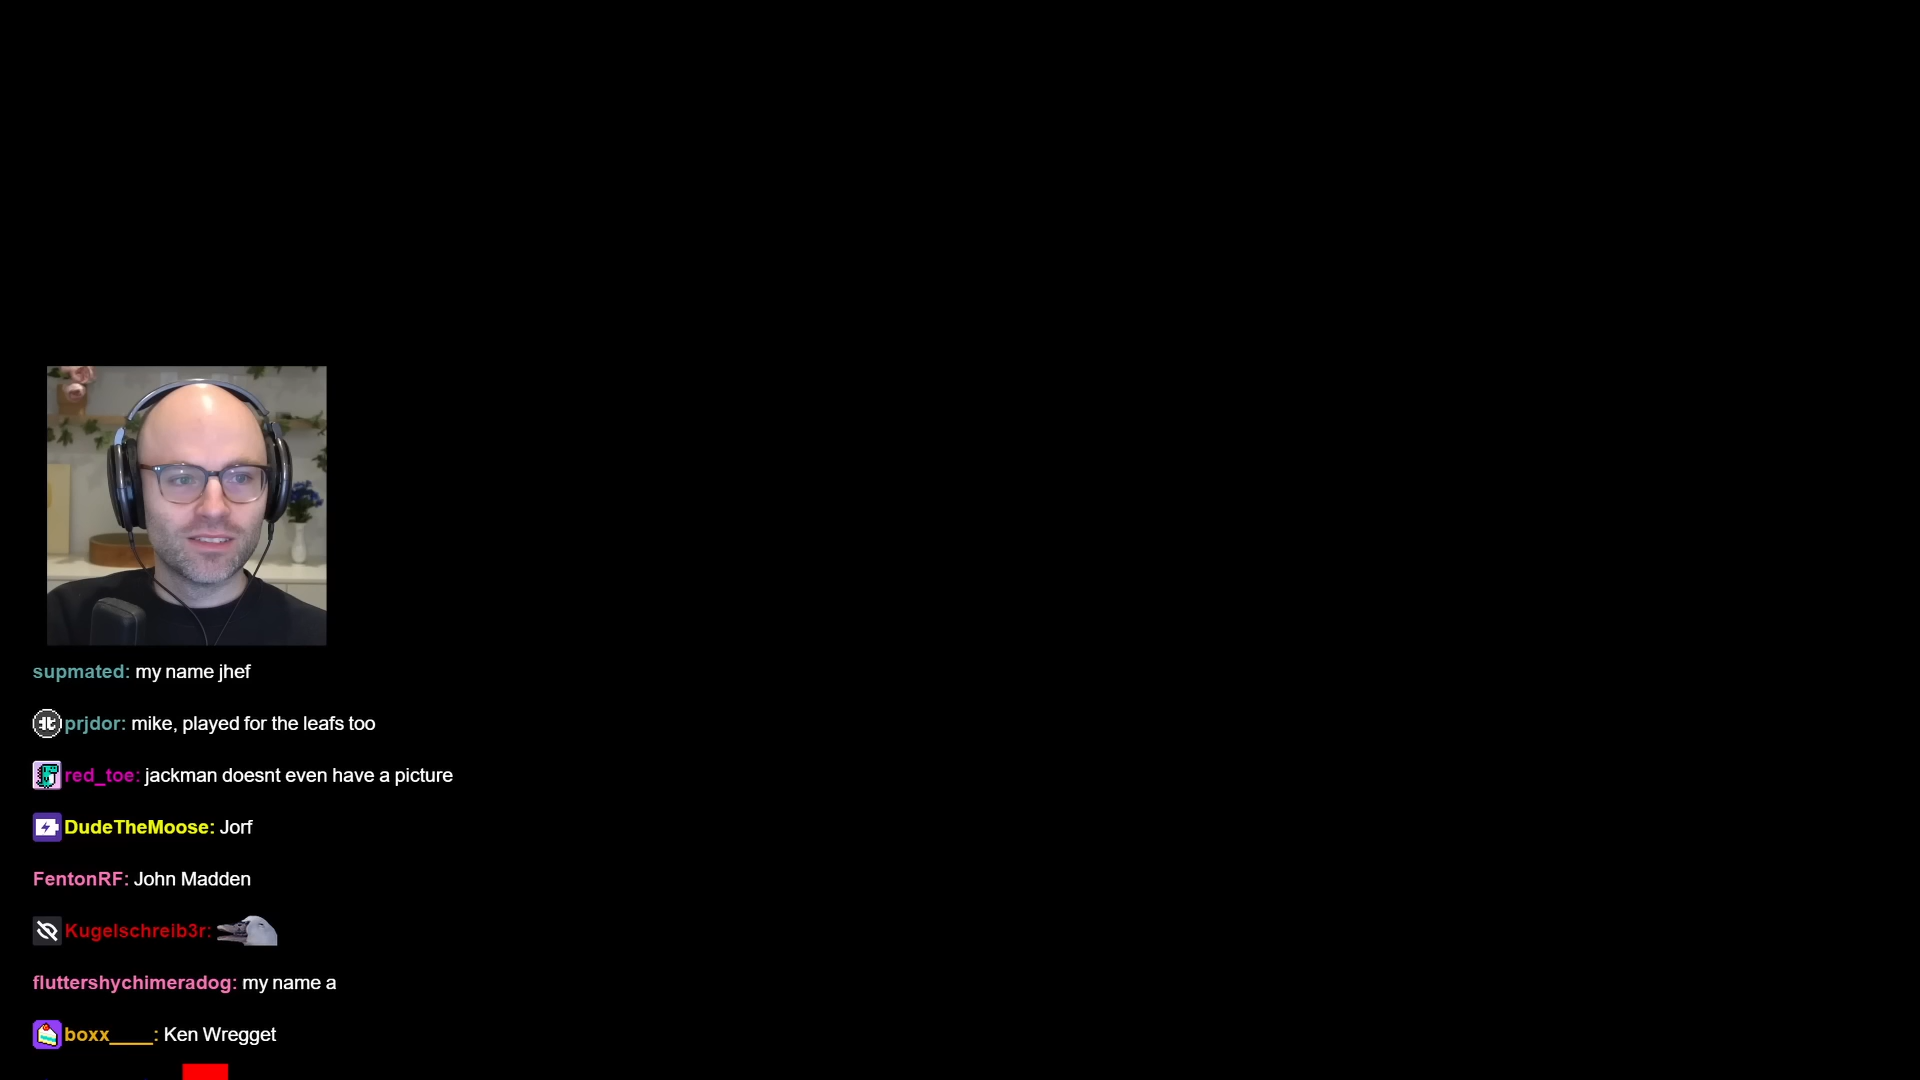 supmated: my name jhef
prjdor: mike, played for the leafs too
red_toe: jackman doesnt even have a picture
DudeTheMoose: Jorf
FentonRF: John Madden
Kugelschreib3r:
fluttershychimeradog: my name a
boxx____: Ken Wregget